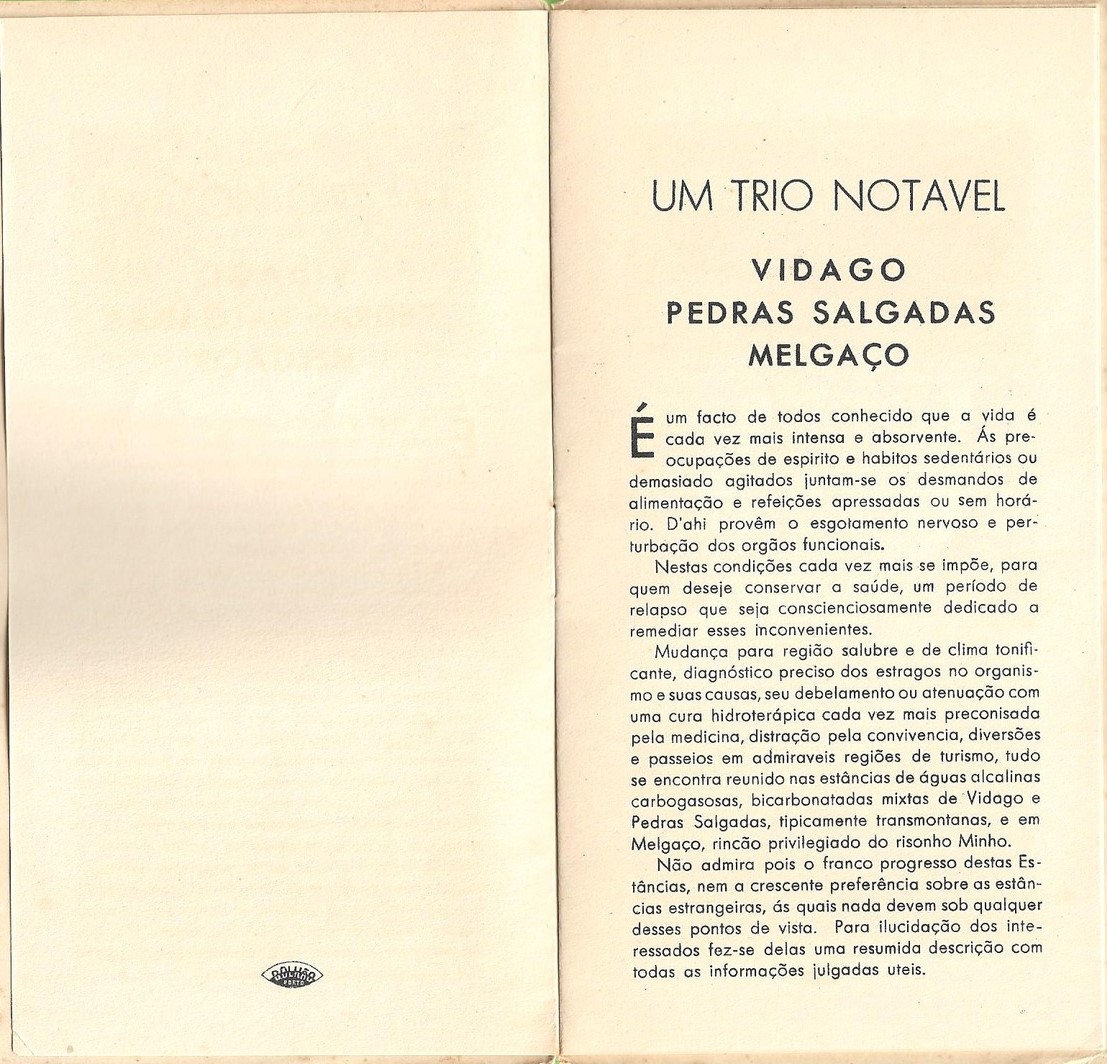 PORTO
UM TRIO NOTAVEL
VIDAGO
PEDRAS SALGADAS
MELGAÇO
É um facto de todos conhecido que a vida é
cada vez mais intensa e absorvente. Ás pre-
ocupações de espirito e habitos sedentários ou
demasiado agitados juntam-se os desmandos de
alimentação e refeições apressadas ou sem horá-
rio. D'ahi provêm o esgotamento nervoso e per-
turbação dos orgãos funcionais.
Nestas condições cada vez mais se impõe, para
quem deseje conservar a saúde, um período de
relapso que seja conscienciosamente dedicado a
remediar esses inconvenientes.
Mudança para região salubre e de clima tonifi-
cante, diagnóstico preciso dos estragos no organis-
mo e suas causas, seu debelamento ou atenuação com
uma cura hidroterápica cada vez mais preconisada
pela medicina, distração pela convivencia, diversões
e passeios em admiraveis regiões de turismo, tudo
se encontra reunido nas estâncias de águas alcalinas
carbogasosas, bicarbonatadas mixtas de Vidago e
Pedras Salgadas, tipicamente transmontanas, e em
Melgaço, rincão privilegiado do risonho Minho.
Não admira pois o franco progresso destas Es-
tâncias, nem a crescente preferência sobre as estân-
cias estrangeiras, ás quais nada devem sob qualquer
desses pontos de vista. Para ilucidação dos inte-
ressados fez-se delas uma resumida descrição com
todas as informações julgadas uteis.